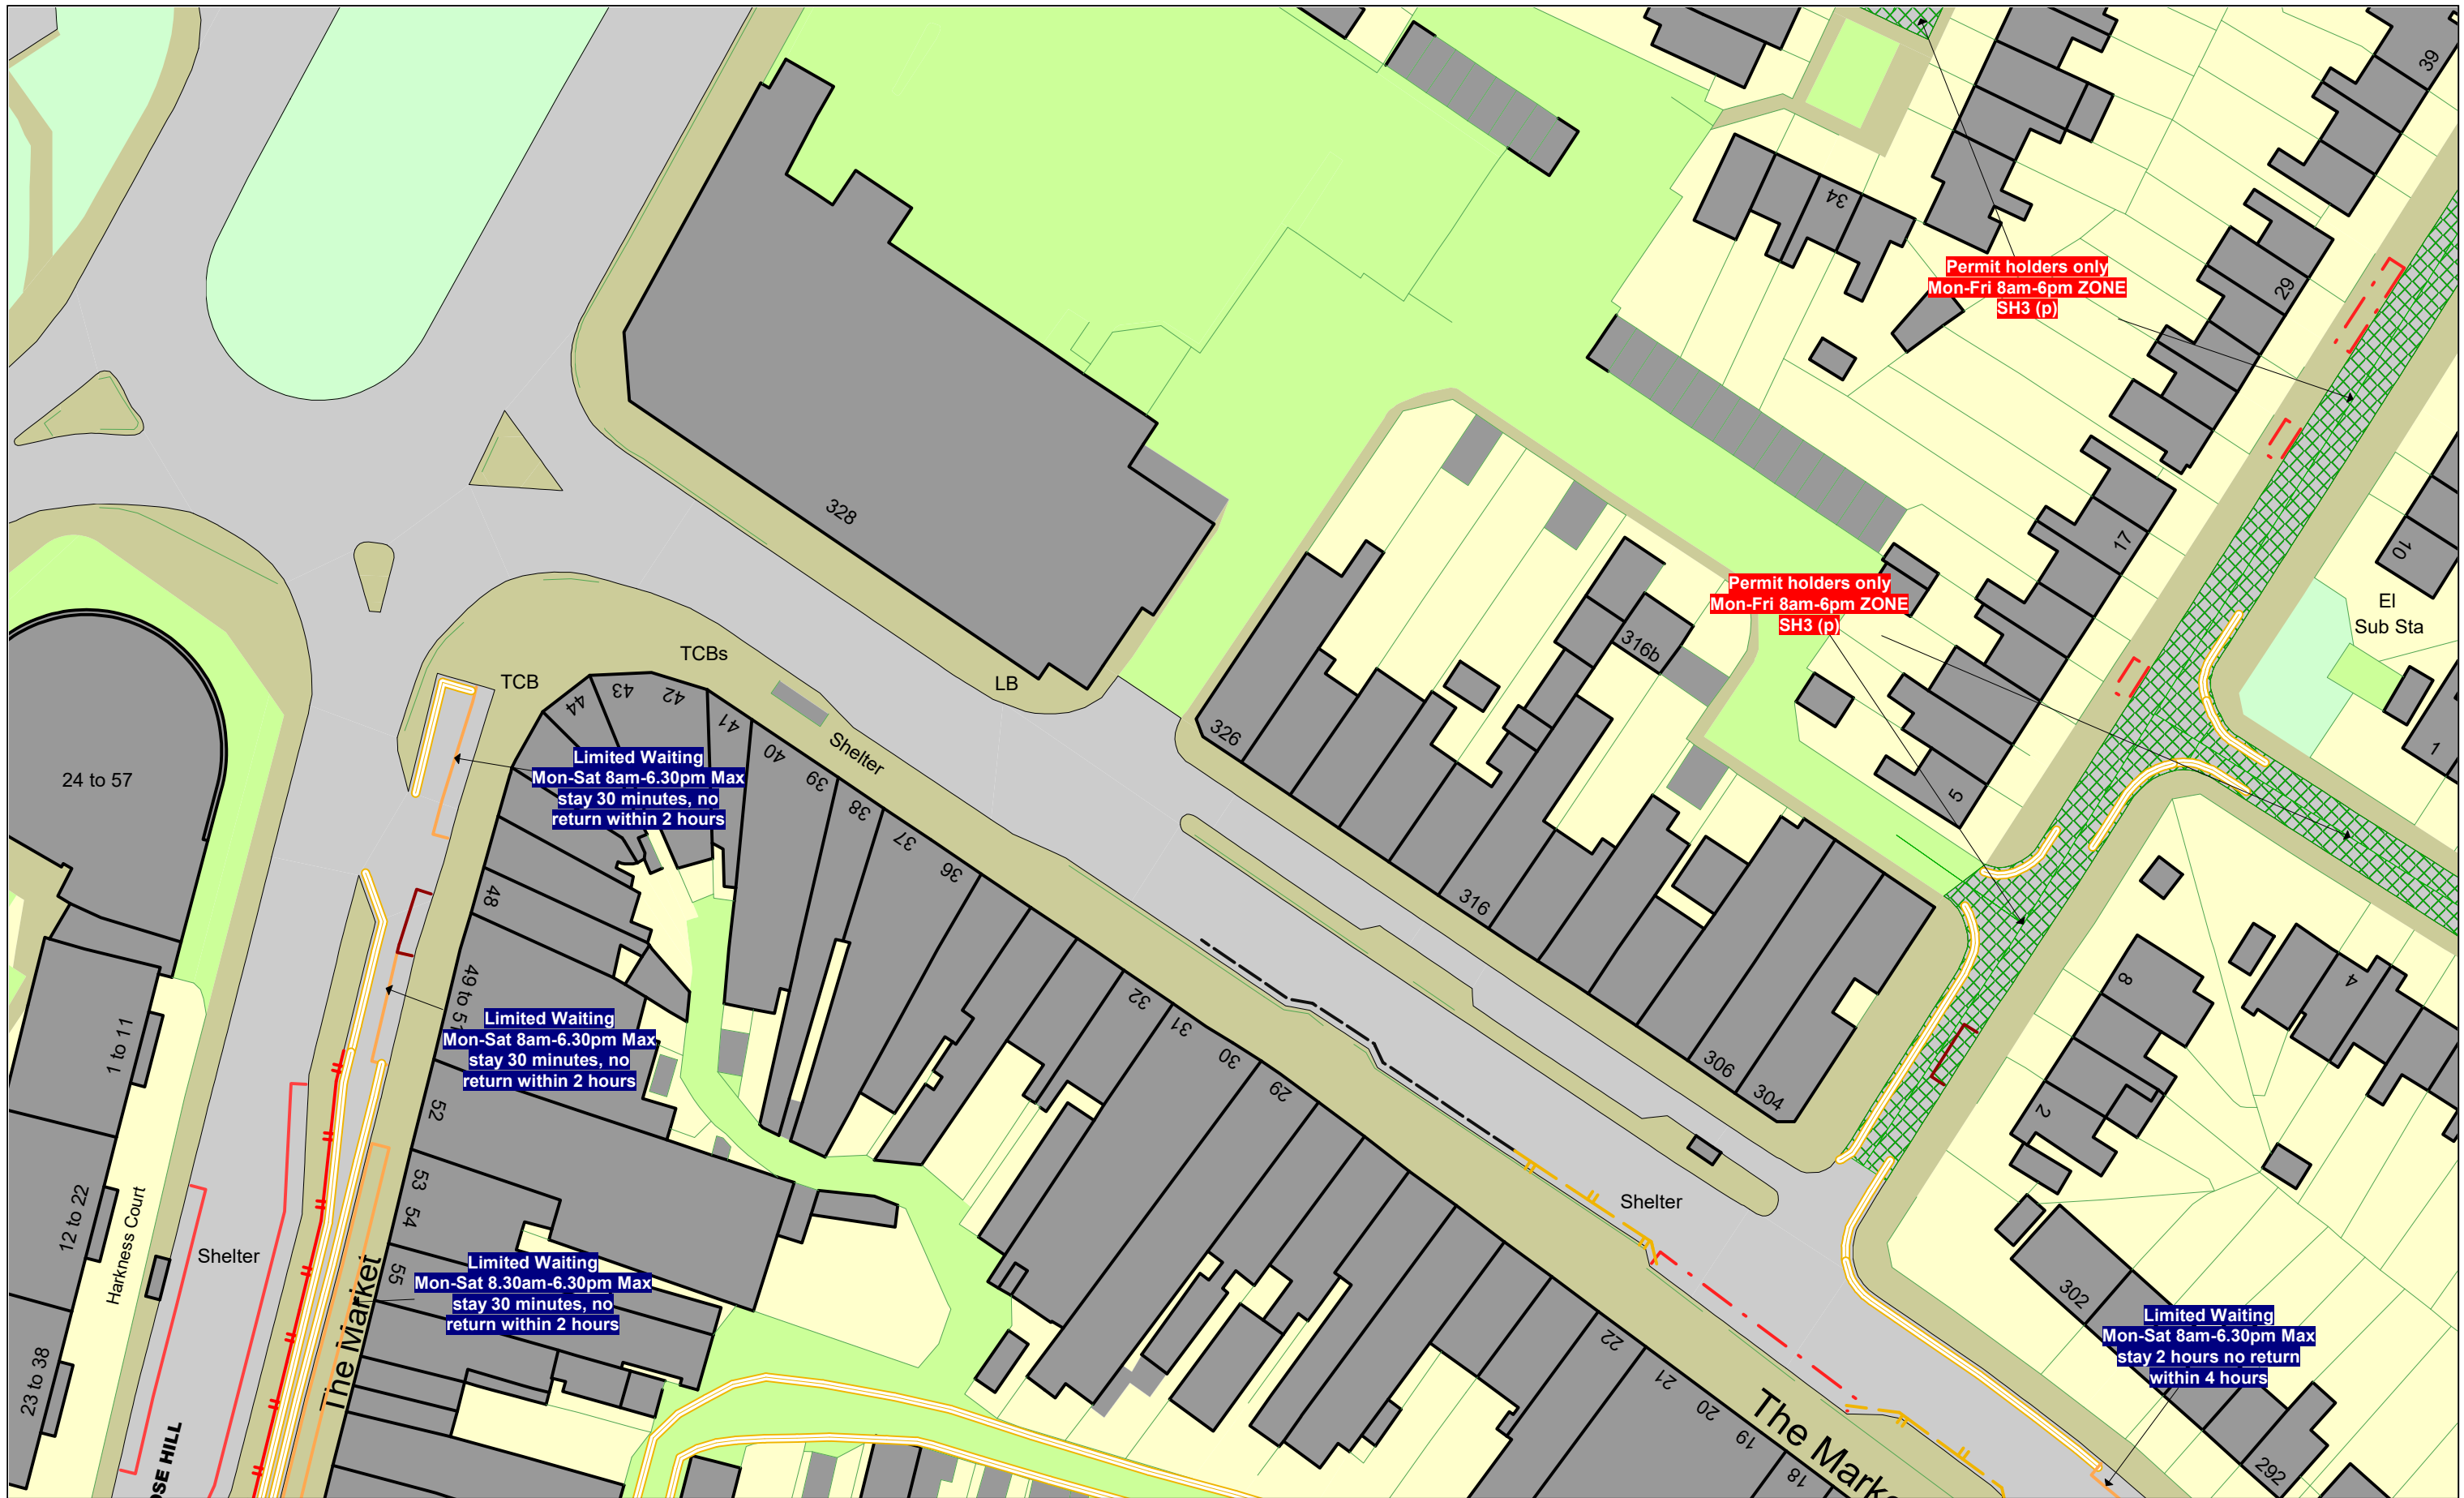 39
34
29
Permit holders only
Mon-Fri 8am-6pm ZONE
SH3 (p)
328
17
10
El
Sub Sta
Permit holders only
Mon-Fri 8am-6pm ZONE
SH3 (p)
316b
TCBs
TCB
LB
44
43
42
41
40
39
38
37
36
Shelter
326
1
5
24 to 57
Limited Waiting
Mon-Sat 8am-6.30pm Max
stay 30 minutes, no
return within 2 hours
48
316
49 to 51
32
31
30
29
8
4
2
1 to 11
Limited Waiting
Mon-Sat 8am-6.30pm Max
stay 30 minutes, no
return within 2 hours
306
304
52
53
54
55
12 to 22
Harkness Court
Shelter
Shelter
The Market
Limited Waiting
Mon-Sat 8.30am-6.30pm Max
stay 30 minutes, no
return within 2 hours
302
Limited Waiting
Mon-Sat 8am-6.30pm Max
stay 2 hours no return
within 4 hours
23 to 38
22
21
20
19
18
The Marke
OSE HILL
292